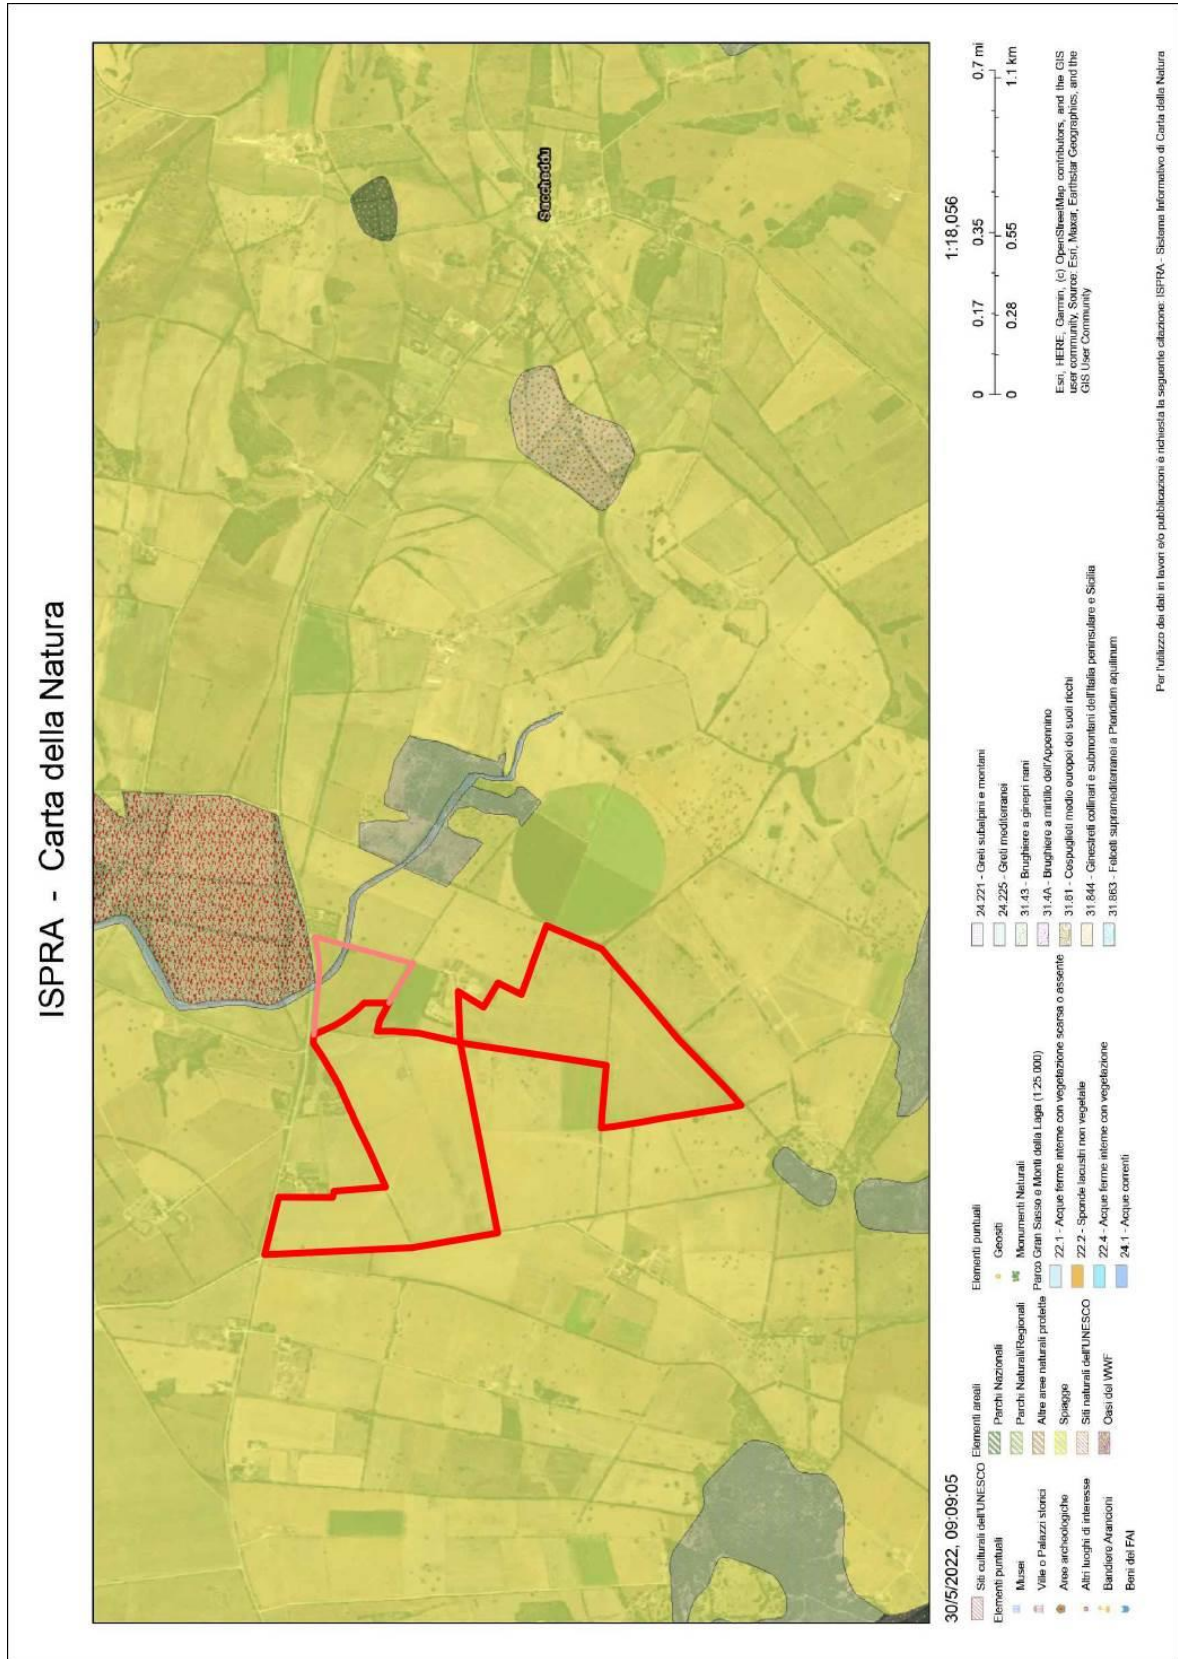 ISPRA - Carta della Natura
Saccheddu
30/5/2022, 09:09:05
1:18,056
0 0.17 0.35 0.7 mi
0 0.28 0.55 1.1 km
Siti culturali dell'UNESCO
Elementi puntuali
Musei
Ville o Palazzi storici
Aree archeologiche
Altri luoghi di interesse
Bandiere Arancioni
Beni del FAI
Elementi areali
Parchi Nazionali
Parchi Naturali/Regionali
Altre aree naturali protette
Spiagge
Siti naturali dell'UNESCO
Oasi del WWF
Elementi puntuali
Geositi
Monumenti Naturali
Parco Gran Sasso e Monti della Laga (1:25.000)
22.1 - Acque ferme interne con vegetazione scarsa o assente
22.2 - Sponde lacustri non vegetate
22.4 - Acque ferme interne con vegetazione
24.1 - Acque correnti
24.221 - Greti subalpini e montani
24.225 - Greti mediterranei
31.43 - Brughiere a ginepri nani
31.4A - Brughiere a mirtillo dell'Appennino
31.81 - Cespuglieti medio europei dei suoli ricchi
31.844 - Ginestreti collinari e submontani dell'Italia peninsulare e Sicilia
31.863 - Felceti supramediterranei a Pteridium aquilinum
Esri, HERE, Garmin, (c) OpenStreetMap contributors, and the GIS
user community, Source: Esri, Maxar, Earthstar Geographics, and the
GIS User Community
Per l'utilizzo dei dati in lavori e/o pubblicazioni è richiesta la seguente citazione: ISPRA - Sistema Informativo di Carta della Natura